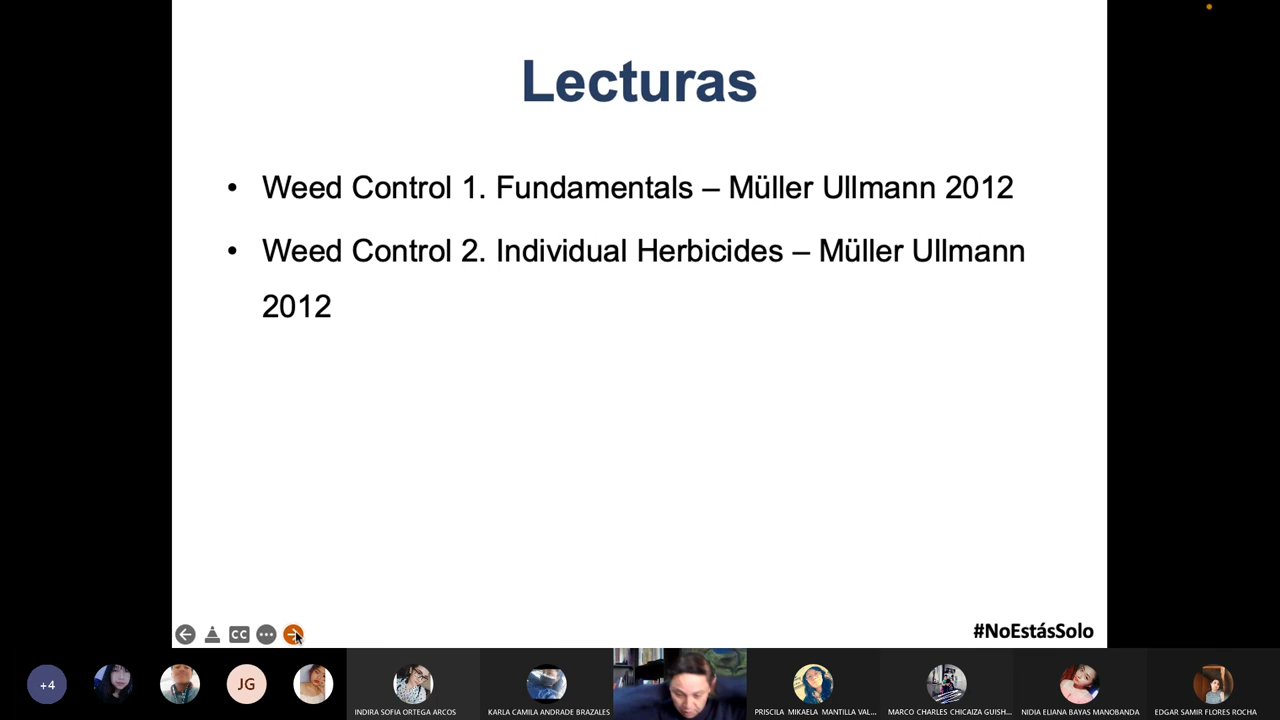 Lecturas
• Weed Control 1. Fundamentals – Müller Ullmann 2012
• Weed Control 2. Individual Herbicides – Müller Ullmann
2012
CC
#NoEstásSolo
+4
JG
INDIRA SOFIA ORTEGA ARCOS
KARLA CAMILA ANDRADE BRAZALES
PRISCILA MIKAELA MANTILLA VAL...
MARCO CHARLES CHICAIZA GUISH...
NIDIA ELIANA BAYAS MANOBANDA
EDGAR SAMIR FLORES ROCHA